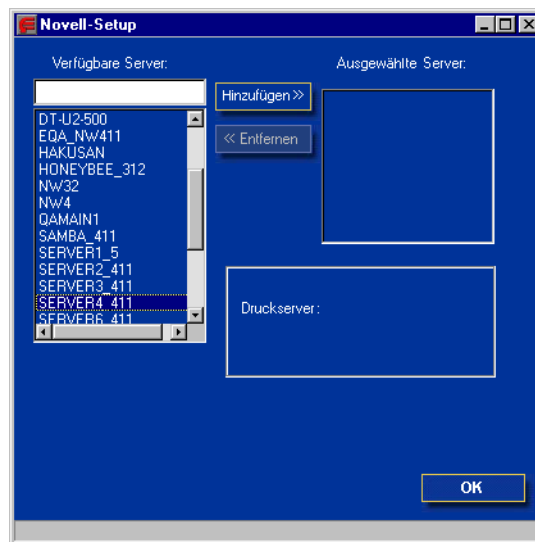 Novell-Setup
Verfügbare Server:
Ausgewählte Server:
Hinzufügen >>
<< Entfernen
DT-U2-500
EQA_NW411
HAKUSAN
HONEYBEE_312
NW32
NW4
QAMAIN1
SAMBA_411
SERVER1_5
SERVER2_411
SERVER3_411
SERVER4_411
SERVER6_411
Druckserver:
OK